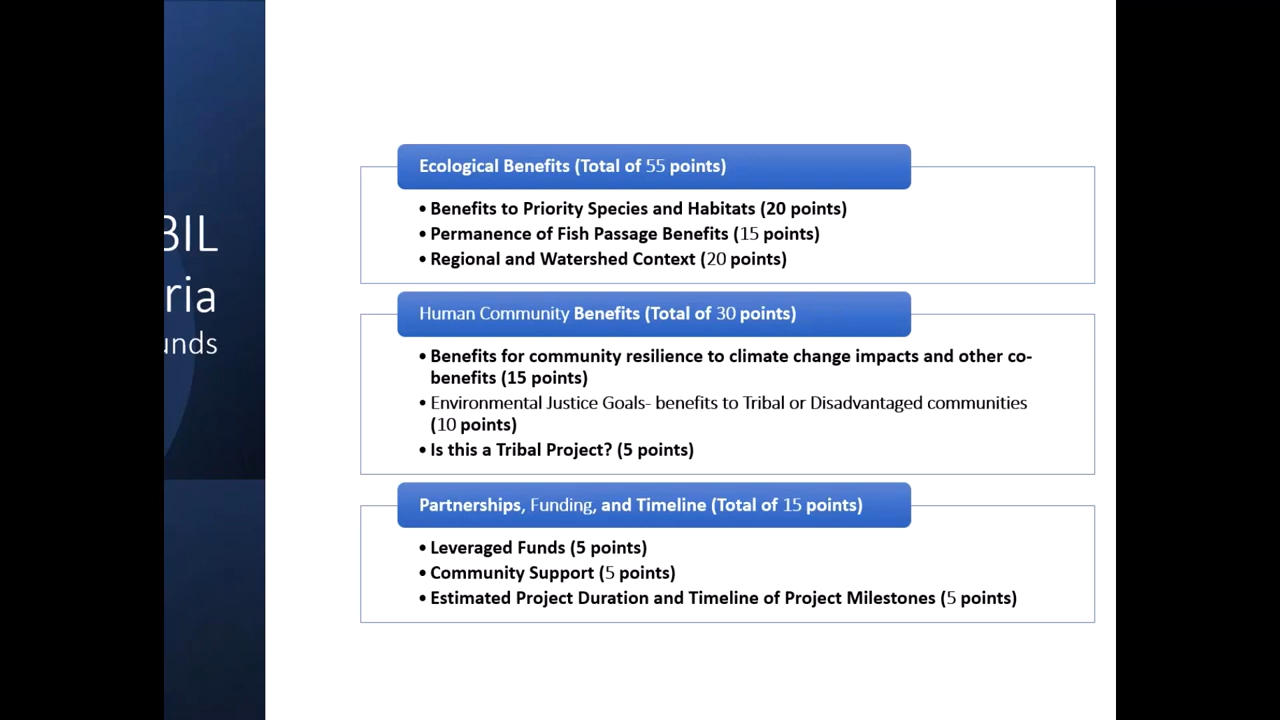 BIL
ria
unds
Ecological Benefits (Total of 55 points)
• Benefits to Priority Species and Habitats (20 points)
• Permanence of Fish Passage Benefits (15 points)
• Regional and Watershed Context (20 points)
Human Community Benefits (Total of 30 points)
• Benefits for community resilience to climate change impacts and other co-
benefits (15 points)
• Environmental Justice Goals- benefits to Tribal or Disadvantaged communities
(10 points)
• Is this a Tribal Project? (5 points)
Partnerships, Funding, and Timeline (Total of 15 points)
• Leveraged Funds (5 points)
• Community Support (5 points)
• Estimated Project Duration and Timeline of Project Milestones (5 points)